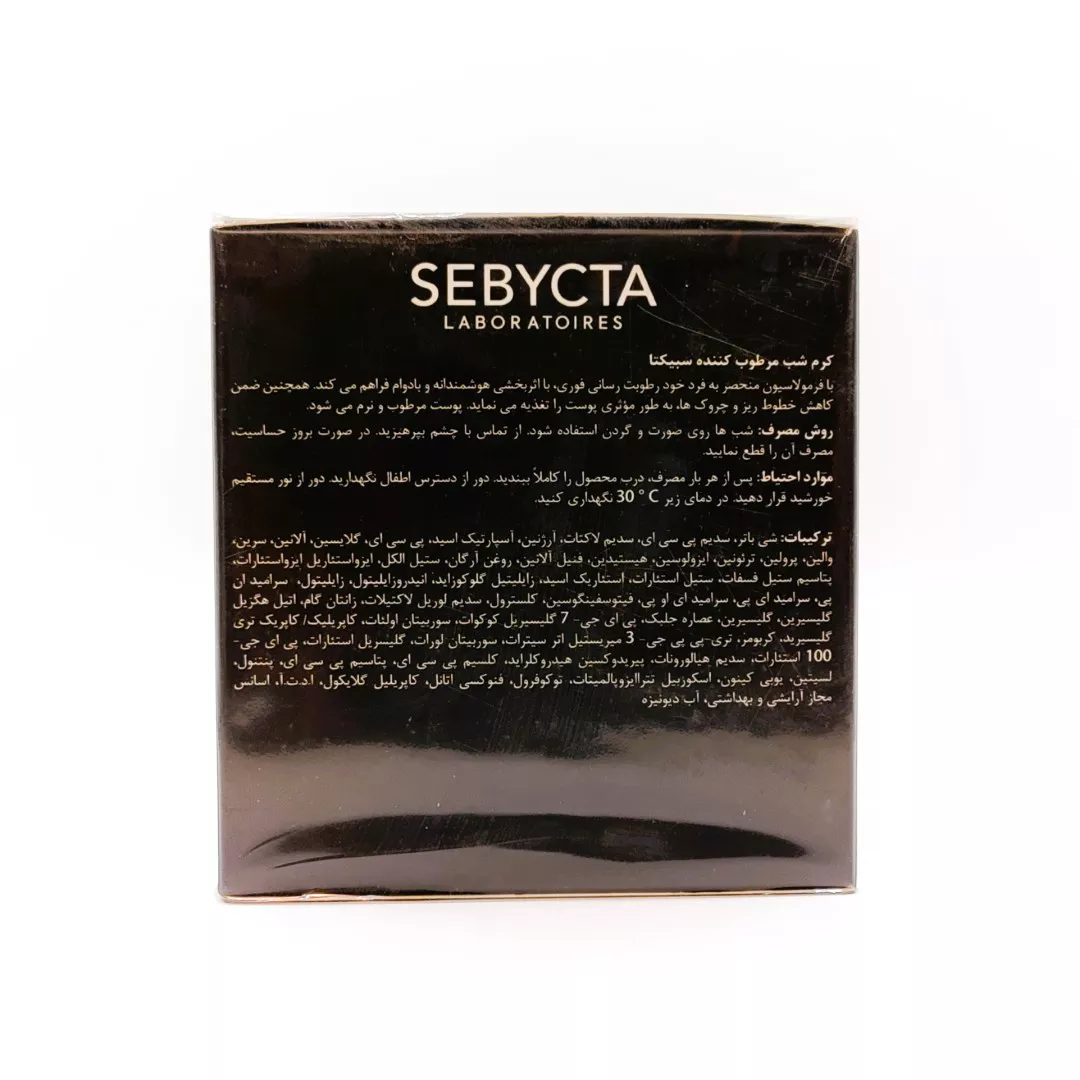 SEBYCTA
LABORATOIRES
کرم شب مرطوب کننده سبیکتا
با فرمولاسیون منحصر به فرد خود رطوبت رسانی فوری، با اثربخشی هوشمندانه و بادوام فراهم می کند. همچنین ضمن
کاهش خطوط ریز و چروک ها، به طور مؤثری پوست را تغذیه می نماید. پوست مرطوب و نرم می شود.
روش مصرف: شب ها روی صورت و گردن استفاده شود. از تماس با چشم بپرهیزید. در صورت بروز حساسیت،
مصرف آن را قطع نمایید.
موارد احتیاط: پس از هر بار مصرف، درب محصول را کاملاً ببندید. دور از دسترس اطفال نگهدارید. دور از نور مستقیم
خورشید قرار دهید. در دمای زیر 30 °C نگهداری کنید.
ترکیبات: شی باتر، سدیم پی سی ای، سدیم لاکتات، آرژنین، آسپارتیک اسید، پی سی ای، گلایسین، آلانین، سرین،
والین، پرولین، ترئونین، ایزولوسین، هیستیدین، فنیل آلانین، روغن آرگان، ستیل الکل، ایزواستئاریل ایزواستئارات،
پتاسیم ستیل فسفات، ستیل استئارات، استئاریک اسید، زایلیتیل گلوکوزاید، انیدروزایلیتول، زایلیتول، سرامید ان
پی، سرامید ای پی، سرامید ای او پی، فیتوسفینگوسین، کلسترول، سدیم لوریل لاکتیلات، زانتان گام، اتیل هگزیل
گلیسیرین، گلیسیرین، عصاره جلبک، پی ای جی- 7 گلیسیریل کوکوات، سوربیتان اولئات، کاپریلیک/ کاپریک تری
گلیسیرید، کربومر، تری-پی پی جی - 3 میریستیل اتر سیترات، سوربیتان لورات، گلیسریل استئارات، پی ای جی-
100 استئارات، سدیم هیالورونات، پیریدوکسین هیدروکلراید، کلسیم پی سی ای، پتاسیم پی سی ای، پنتنول،
لسیتین، یوبی کینون، اسکوربیل تتراایزوپالمیتات، توکوفرول، فنوکسی اتانل، کاپریلیل گلایکول، ا.د.ت.آ، اسانس
مجاز آرایشی و بهداشتی، آب دیونیزه